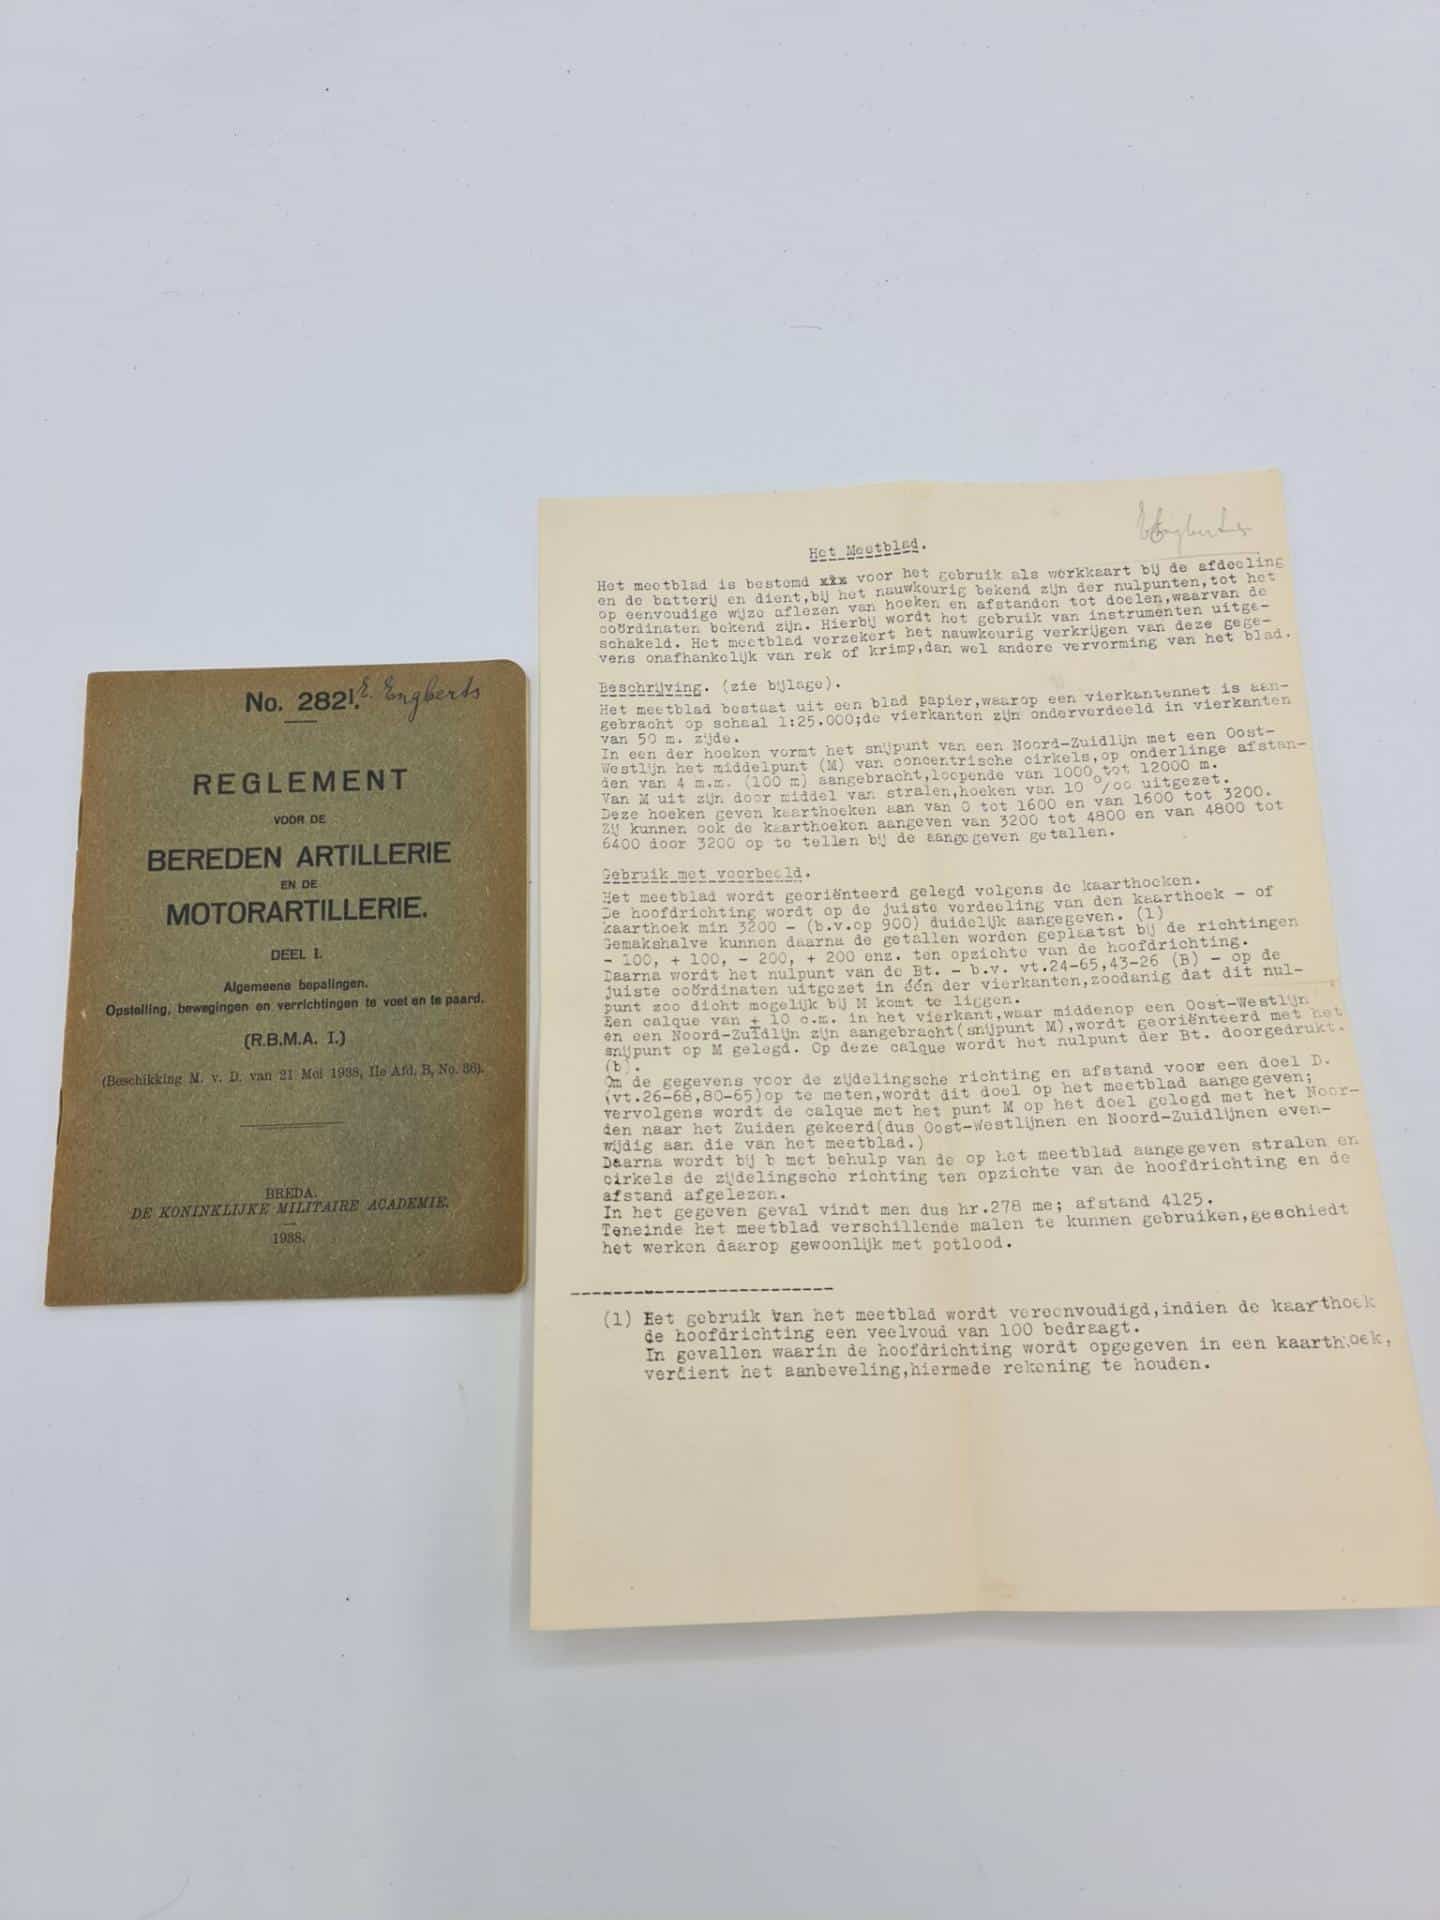 No. 282¹.
E. Engberts
REGLEMENT
VOOR DE
BEREDEN ARTILLERIE
EN DE
MOTORARTILLERIE.
DEEL I.
Algemeene bepalingen.
Opstelling, bewegingen en verrichtingen te voet en te paard.
(R.B.M.A. I.)
(Beschikking M. v. D. van 21 Mei 1938, IIe Afd. B, No. 36).
BREDA.
DE KONINKLIJKE MILITAIRE ACADEMIE.
1938.
EEngberts
Het Meetblad.
Het meetblad is bestemd xxx voor het gebruik als werkkaart bij de afdeeling
en de batterij en dient,bij het nauwkeurig bekend zijn der nulpunten,tot het
op eenvoudige wijze aflezen van hoeken en afstanden tot doelen,waarvan de
coördinaten bekend zijn. Hierbij wordt het gebruik van instrumenten uitge-
schakeld. Het meetblad verzekert het nauwkeurig verkrijgen van deze gege-
vens onafhankelijk van rek of krimp,dan wel andere vervorming van het blad.
Beschrijving. (zie bijlage).
Het meetblad bestaat uit een blad papier,waarop een vierkantennet is aan-
gebracht op schaal 1:25.000;de vierkanten zijn onderverdeeld in vierkanten
van 50 m. zijde.
In een der hoeken vormt het snijpunt van een Noord-Zuidlijn met een Oost-
Westlijn het middelpunt (M) van concentrische cirkels,op onderlinge afstan-
den van 4 m.m. (100 m) aangebracht,loopende van 1000 tot 12000 m.
Van M uit zijn door middel van stralen,hoeken van 10 °/oo uitgezet.
Deze hoeken geven kaarthoeken aan van 0 tot 1600 en van 1600 tot 3200.
Zij kunnen ook de kaarthoeken aangeven van 3200 tot 4800 en van 4800 tot
6400 door 3200 op te tellen bij de aangegeven getallen.
Gebruik met voorbeeld.
Het meetblad wordt georiënteerd gelegd volgens de kaarthoeken.
De hoofdrichting wordt op de juiste verdeeling van den kaarthoek - of
kaarthoek min 3200 - (b.v.op 900) duidelijk aangegeven. (1)
Gemakshalve kunnen daarna de getallen worden geplaatst bij de richtingen
- 100, + 100, - 200, + 200 enz. ten opzichte van de hoofdrichting.
Daarna wordt het nulpunt van de Bt. - b.v. vt.24-65,43-26 (B) - op de
juiste coördinaten uitgezet in één der vierkanten,zoodanig dat dit nul-
punt zoo dicht mogelijk bij M komt te liggen.
Een calque van ± 10 c.m. in het vierkant,waar middenop een Oost-Westlijn
en een Noord-Zuidlijn zijn aangebracht(snijpunt M),wordt georiënteerd met het
snijpunt op M gelegd. Op deze calque wordt het nulpunt der Bt. doorgedrukt.
(b).
Om de gegevens voor de zijdelingsche richting en afstand voor een doel D.
(vt.26-68,80-65)op te meten,wordt dit doel op het meetblad aangegeven;
vervolgens wordt de calque met het punt M op het doel gelegd met het Noor-
den naar het Zuiden gekeerd(dus Oost-Westlijnen en Noord-Zuidlijnen even-
wijdig aan die van het meetblad.)
Daarna wordt bij b met behulp van de op het meetblad aangegeven stralen en
cirkels de zijdelingsche richting ten opzichte van de hoofdrichting en de
afstand afgelezen.
In het gegeven geval vindt men dus hr.278 me; afstand 4125.
Teneinde het meetblad verschillende malen te kunnen gebruiken,geschiedt
het werken daarop gewoonlijk met potlood.
(1) Het gebruik van het meetblad wordt vereenvoudigd,indien de kaarthoek
de hoofdrichting een veelvoud van 100 bedraagt.
In gevallen waarin de hoofdrichting wordt opgegeven in een kaarthoek,
verdient het aanbeveling,hiermede rekening te houden.